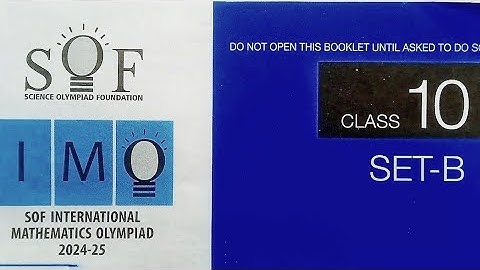 SOF
SCIENCE OLYMPIAD FOUNDATION
IMO
SOF INTERNATIONAL
MATHEMATICS OLYMPIAD
2024-25
DO NOT OPEN THIS BOOKLET UNTIL ASKED TO DO SO
CLASS 10
SET-B